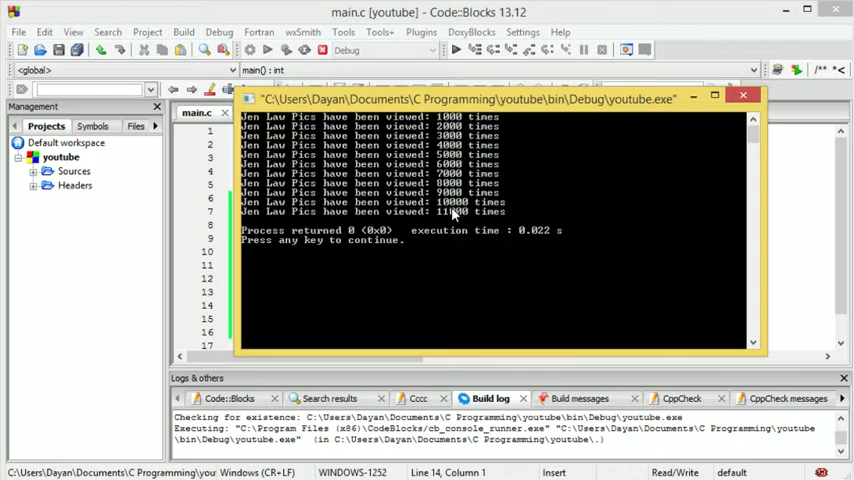 main.c [youtube] - Code::Blocks 13.12
File Edit View Search Project Build Debug Fortran wxSmith Tools Tools+ Plugins DoxyBlocks Settings Help
Debug
<global> main() : int /** *<
Management
Projects Symbols Files
Default workspace
youtube
Sources
Headers
main.c
1
2
3
4
5
6
7
8
9
10
11
12
13
14
15
16
17
"C:\Users\Dayan\Documents\C Programming\youtube\bin\Debug\youtube.exe"
Jen Law Pics have been viewed: 1000 times
Jen Law Pics have been viewed: 2000 times
Jen Law Pics have been viewed: 3000 times
Jen Law Pics have been viewed: 4000 times
Jen Law Pics have been viewed: 5000 times
Jen Law Pics have been viewed: 6000 times
Jen Law Pics have been viewed: 7000 times
Jen Law Pics have been viewed: 8000 times
Jen Law Pics have been viewed: 9000 times
Jen Law Pics have been viewed: 10000 times
Jen Law Pics have been viewed: 11000 times
Process returned 0 (0x0) execution time : 0.022 s
Press any key to continue.
Logs & others
Code::Blocks Search results Cccc Build log Build messages CppCheck CppCheck messages
Checking for existence: C:\Users\Dayan\Documents\C Programming\youtube\bin\Debug\youtube.exe
Executing: "C:\Program Files (x86)\CodeBlocks/cb_console_runner.exe" "C:\Users\Dayan\Documents\C Programming\youtube
\bin\Debug\youtube.exe" (in C:\Users\Dayan\Documents\C Programming\youtube\.)
C:\Users\Dayan\Documents\C Programming\you Windows (CR+LF) WINDOWS-1252 Line 14, Column 1 Insert Read/Write default